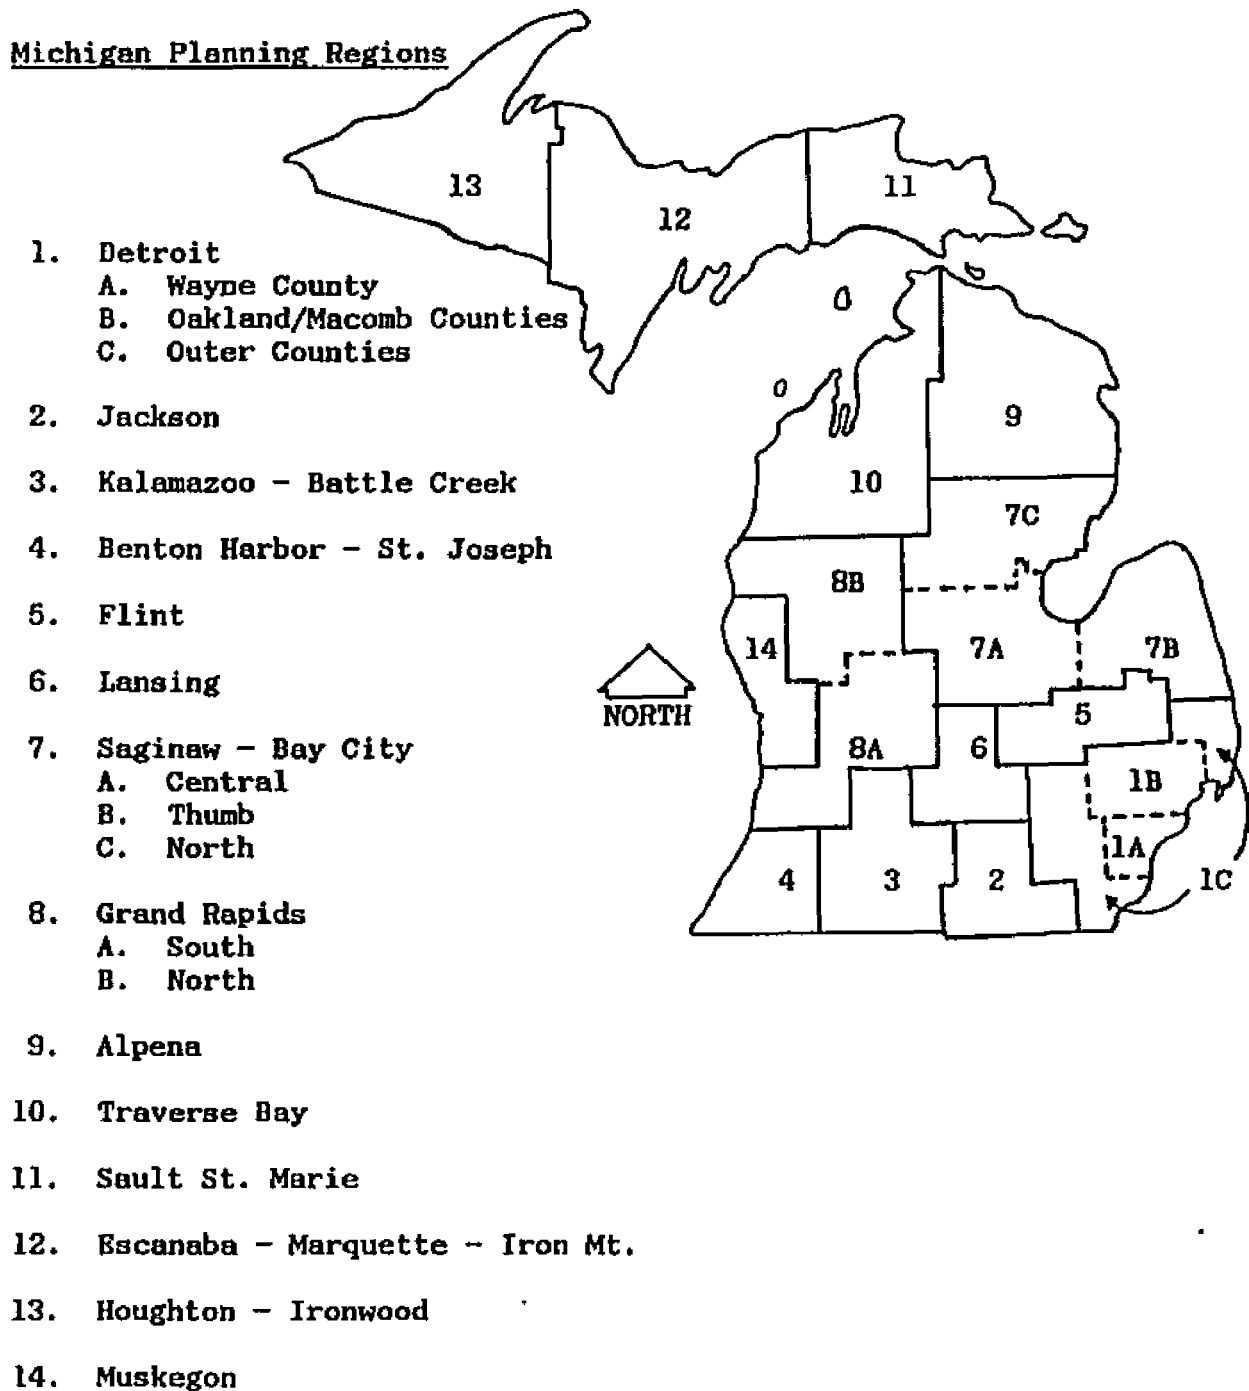 Michigan Planning Regions
1. Detroit
A. Wayne County
B. Oakland/Macomb Counties
C. Outer Counties
2. Jackson
3. Kalamazoo - Battle Creek
4. Benton Harbor - St. Joseph
5. Flint
6. Lansing
7. Saginaw - Bay City
A. Central
B. Thumb
C. North
8. Grand Rapids
A. South
B. North
9. Alpena
10. Traverse Bay
11. Sault St. Marie
12. Escanaba - Marquette - Iron Mt.
13. Houghton - Ironwood
14. Muskegon
13
12
11
9
10
7C
8B
14
7A
7B
NORTH
5
8A
6
1B
1A
4
3
2
1C